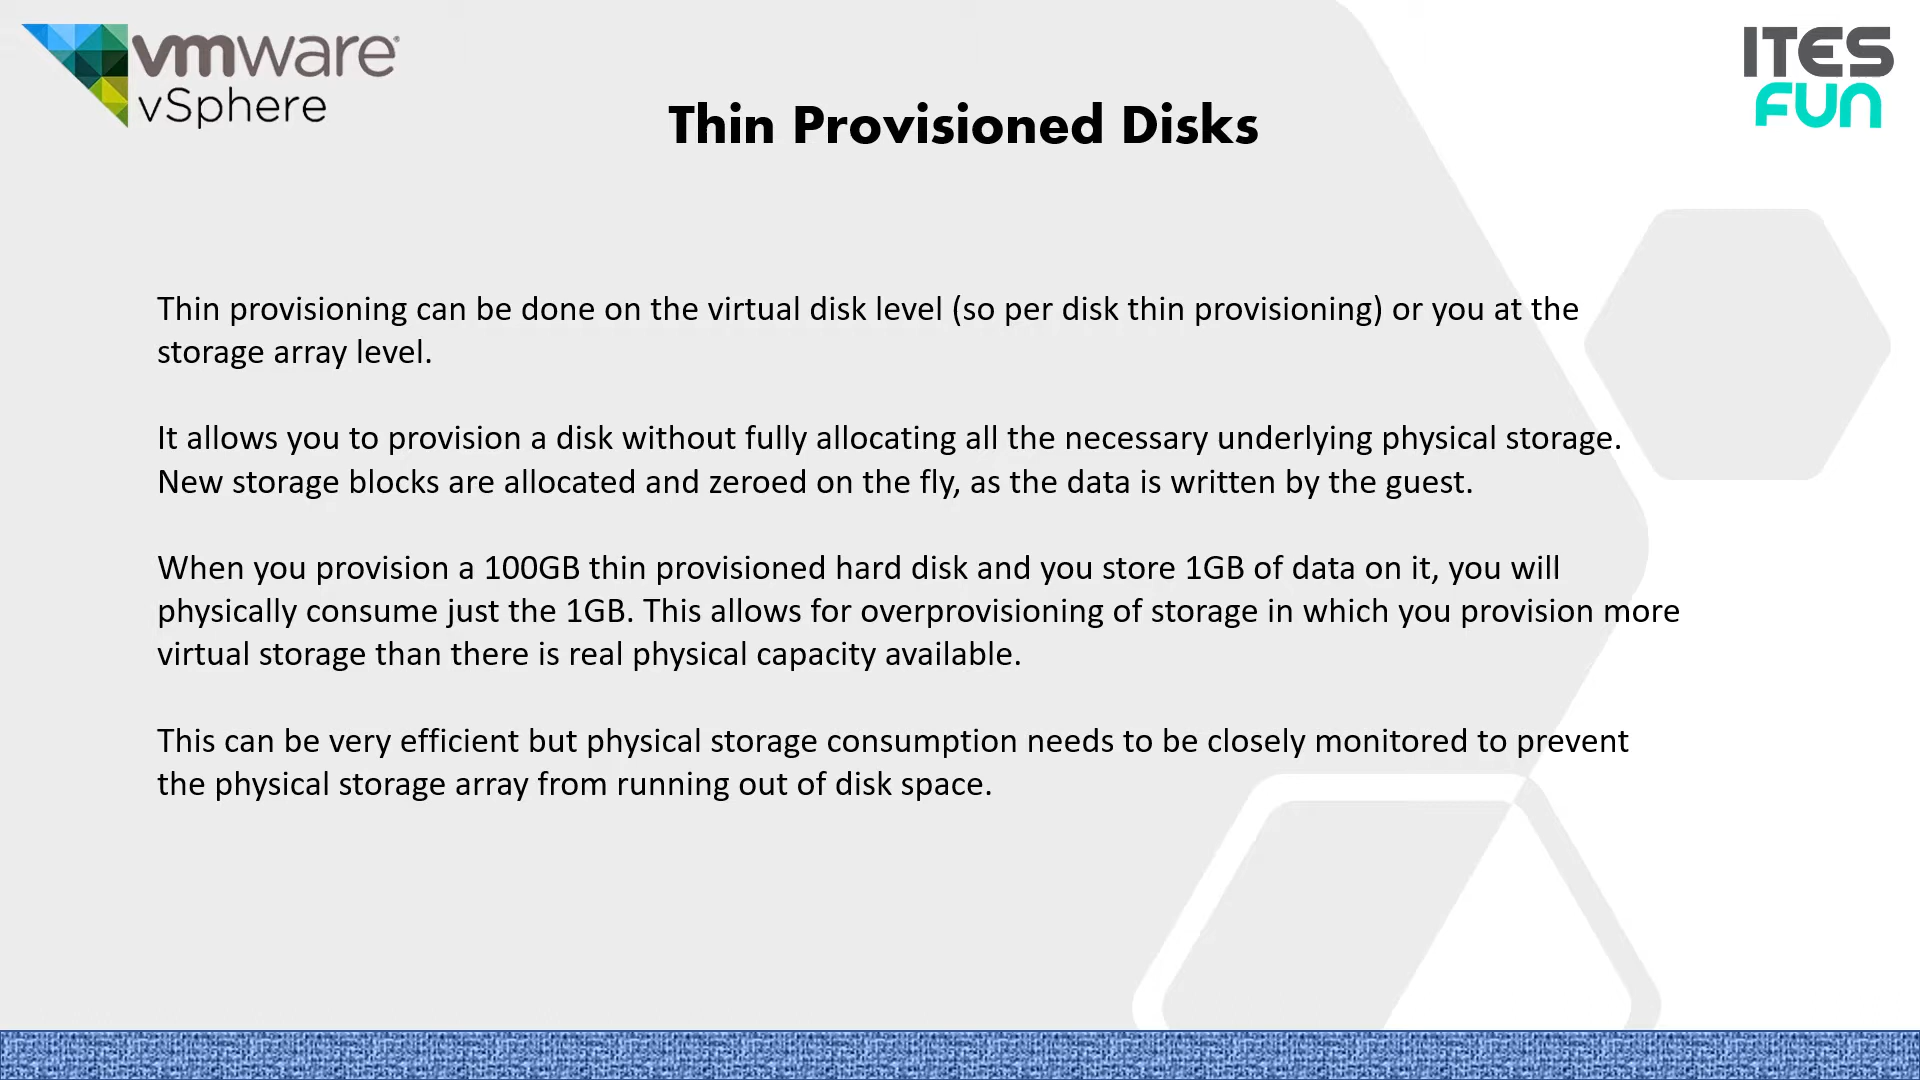 vmware®
vSphere
ITES
FUN
Thin Provisioned Disks
Thin provisioning can be done on the virtual disk level (so per disk thin provisioning) or you at the
storage array level.
It allows you to provision a disk without fully allocating all the necessary underlying physical storage.
New storage blocks are allocated and zeroed on the fly, as the data is written by the guest.
When you provision a 100GB thin provisioned hard disk and you store 1GB of data on it, you will
physically consume just the 1GB. This allows for overprovisioning of storage in which you provision more
virtual storage than there is real physical capacity available.
This can be very efficient but physical storage consumption needs to be closely monitored to prevent
the physical storage array from running out of disk space.